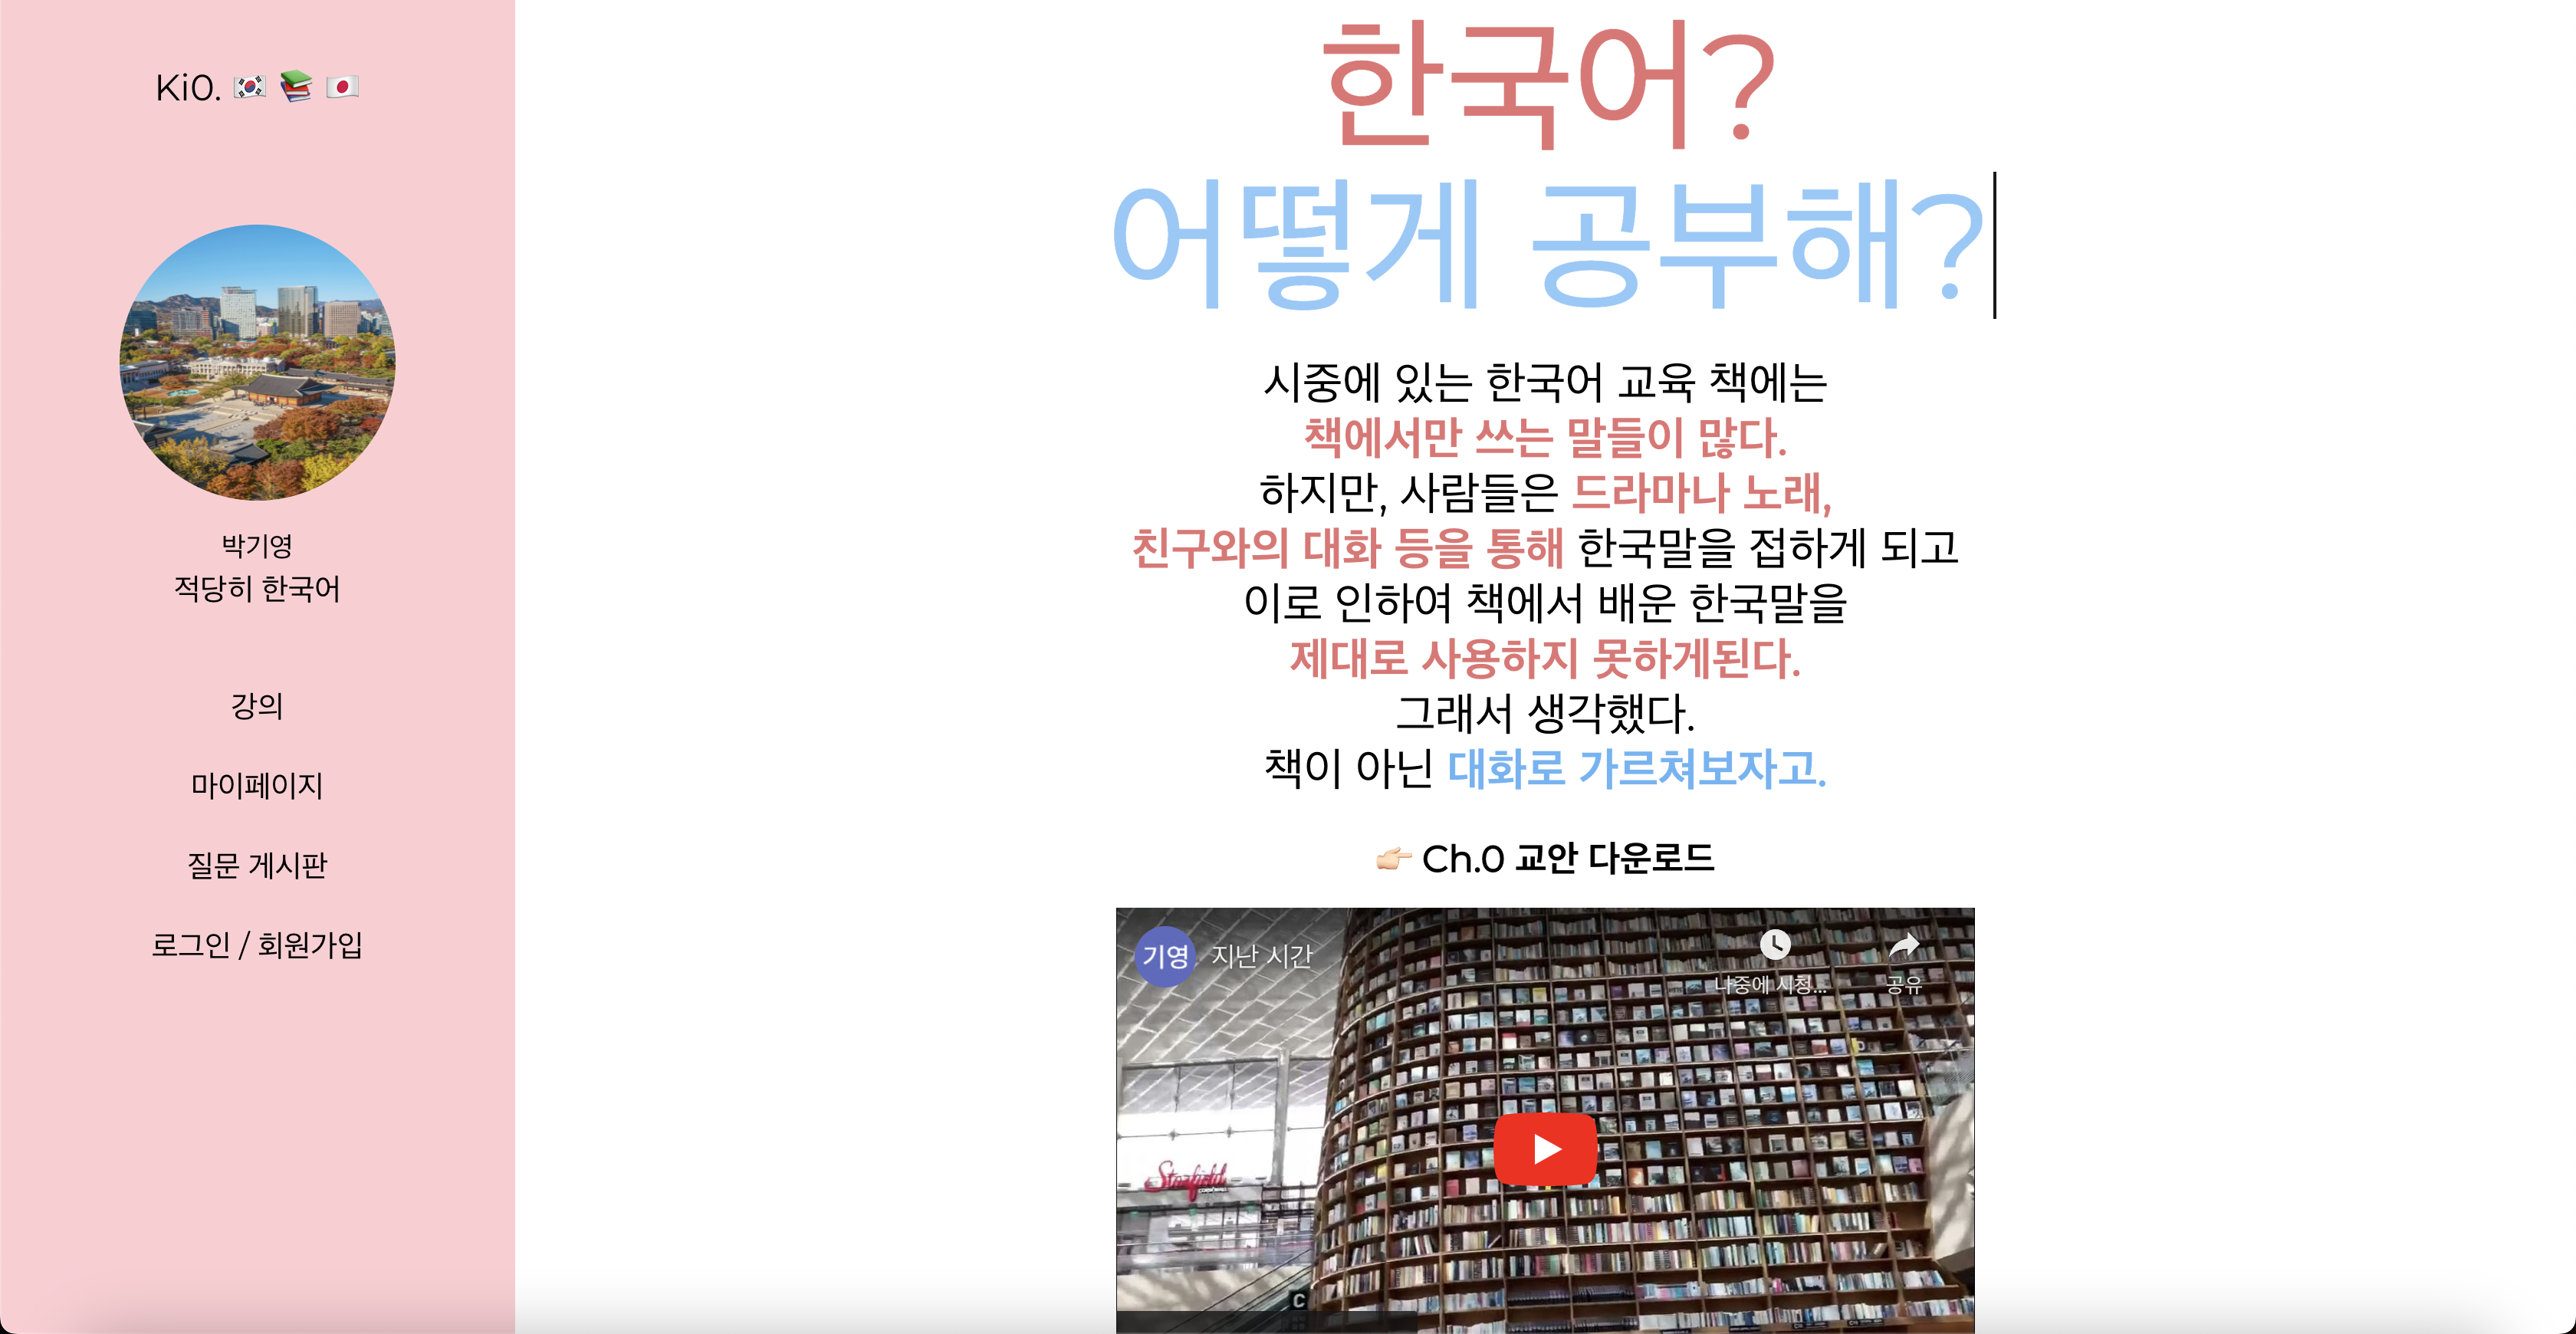 Ki0. 🇰🇷 📚 🇯🇵
박기영
적당히 한국어
강의
마이페이지
질문 게시판
로그인 / 회원가입
한국어?
어떻게 공부해?
시중에 있는 한국어 교육 책에는
책에서만 쓰는 말들이 많다.
하지만, 사람들은 드라마나 노래,
친구와의 대화 등을 통해 한국말을 접하게 되고
이로 인하여 책에서 배운 한국말을
제대로 사용하지 못하게된다.
그래서 생각했다.
책이 아닌 대화로 가르쳐보자고.
👉🏻 Ch.0 교안 다운로드
기영 지난 시간
나중에 시청...
공유
Starfield
C